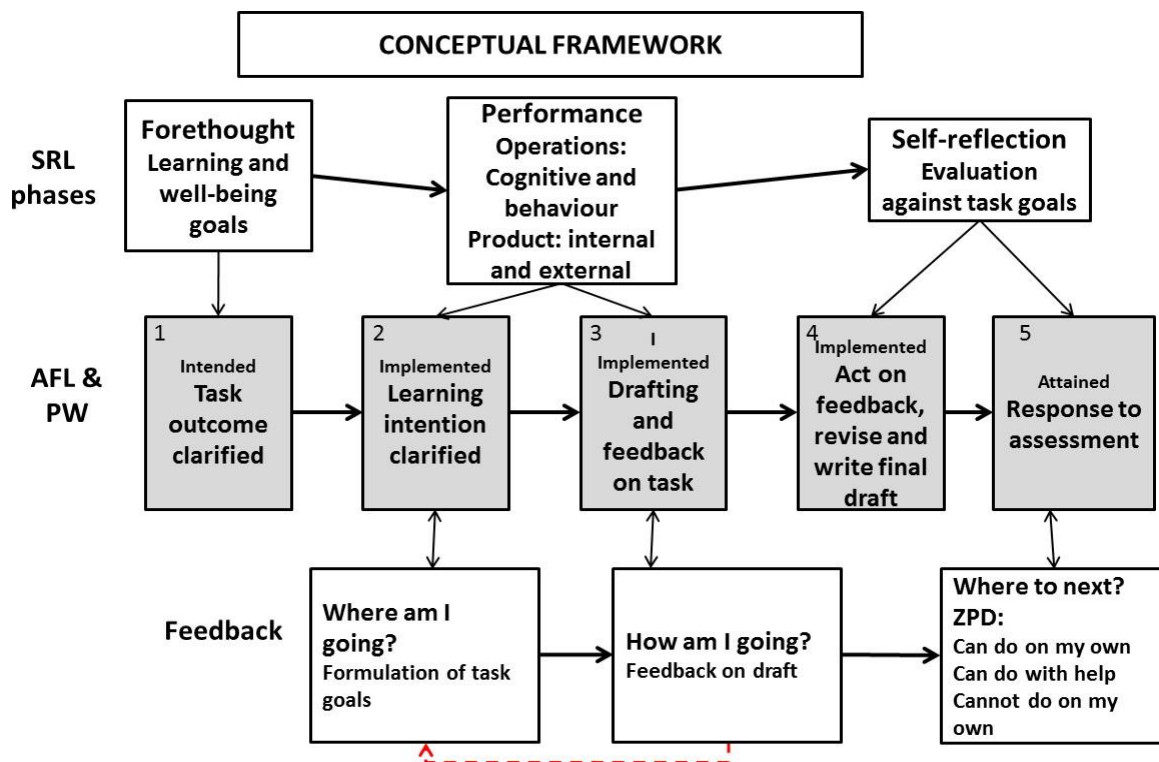 CONCEPTUAL FRAMEWORK
SRL
phases
Forethought
Learning and
well-being
goals
Performance
Operations:
Cognitive and
behaviour
Product: internal
and external
Self-reflection
Evaluation
against task goals
AFL &
PW
1
Intended
Task
outcome
clarified
2
Implemented
Learning
intention
clarified
3
I
Implemented
Drafting
and
feedback
on task
4
Implemented
Act on
feedback,
revise and
write final
draft
5
Attained
Response to
assessment
Feedback
Where am I
going?
Formulation of task
goals
How am I going?
Feedback on draft
Where to next?
ZPD:
Can do on my own
Can do with help
Cannot do on my
own